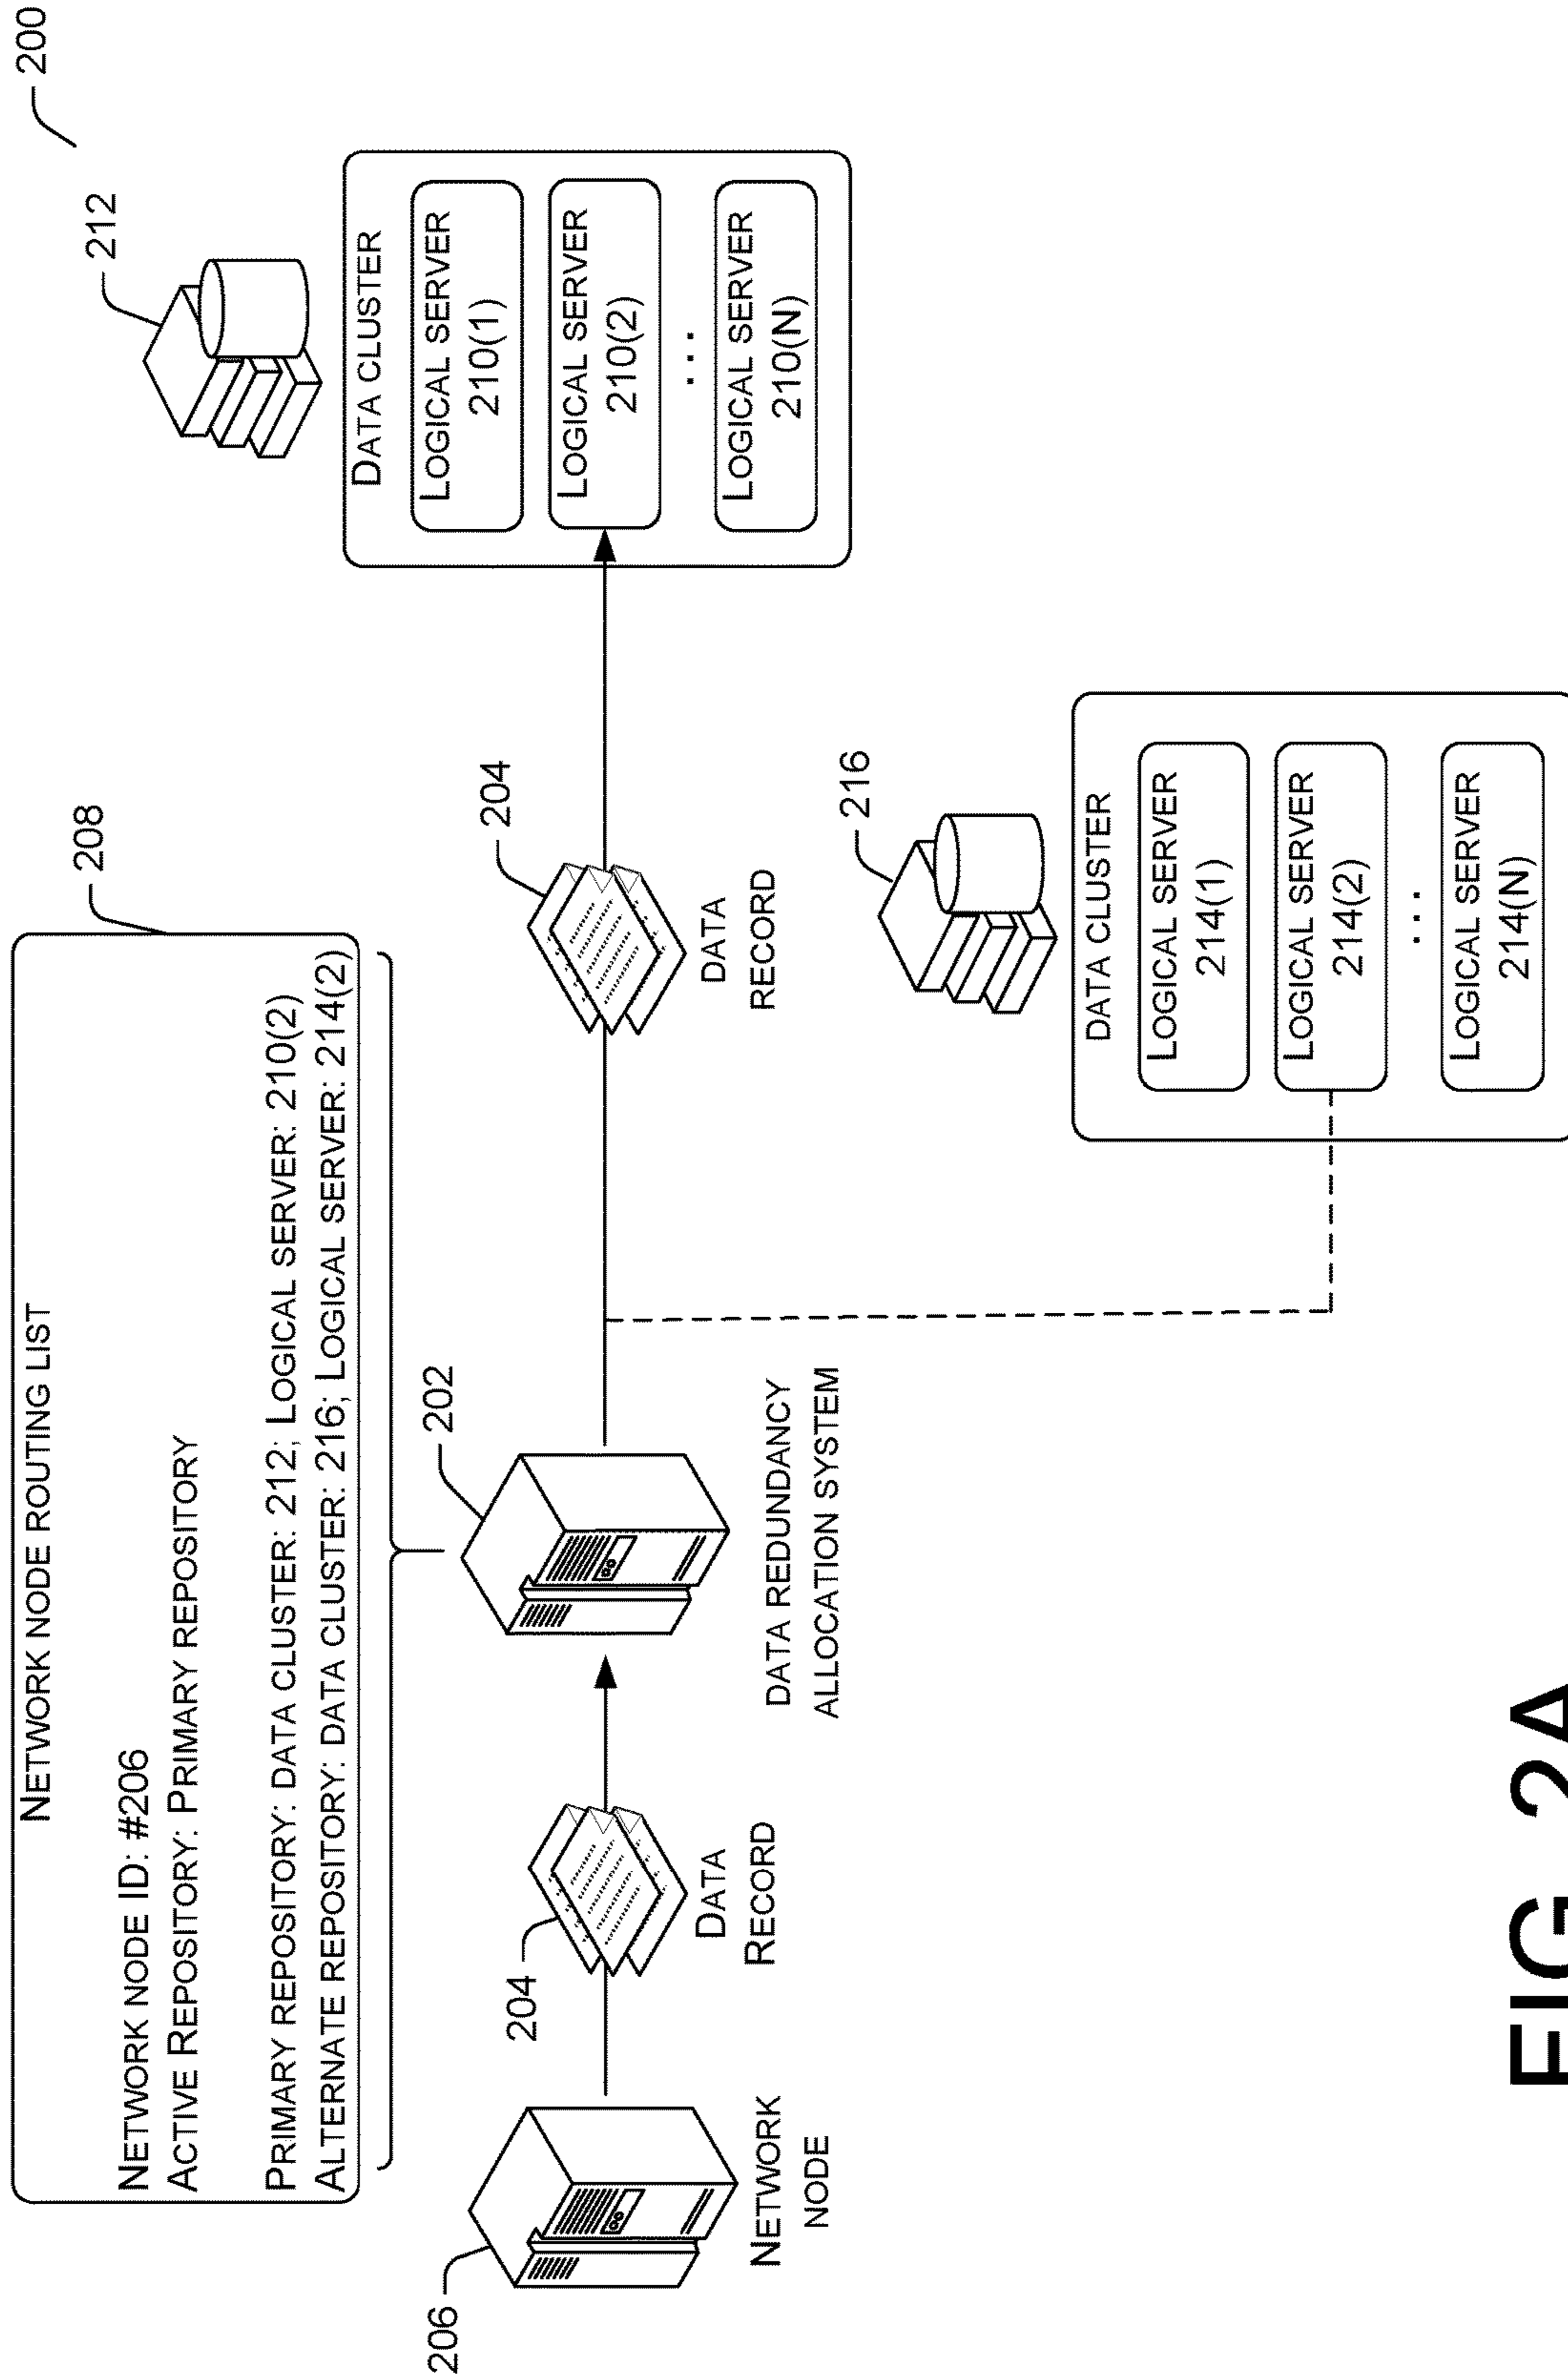 200
NETWORK NODE ROUTING LIST
208
NETWORK NODE ID: #206
ACTIVE REPOSITORY: PRIMARY REPOSITORY
PRIMARY REPOSITORY: DATA CLUSTER: 212; LOGICAL SERVER: 210(2)
ALTERNATE REPOSITORY: DATA CLUSTER: 216; LOGICAL SERVER: 214(2)
206
NETWORK
NODE
204
DATA
RECORD
202
DATA REDUNDANCY
ALLOCATION SYSTEM
204
DATA
RECORD
212
DATA CLUSTER
LOGICAL SERVER
210(1)
LOGICAL SERVER
210(2)
...
LOGICAL SERVER
210(N)
216
DATA CLUSTER
LOGICAL SERVER
214(1)
LOGICAL SERVER
214(2)
...
LOGICAL SERVER
214(N)
FIG. 2A